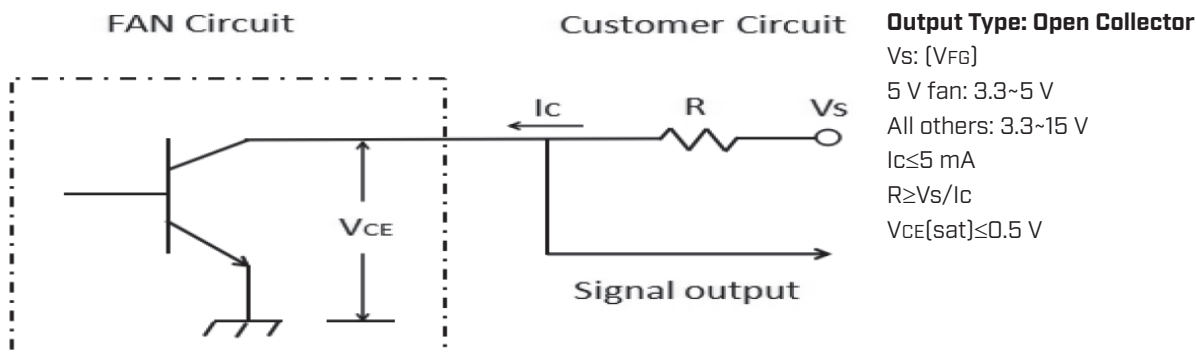 FAN Circuit
Customer Circuit
Ic
R
Vs
VCE
Signal output
Output Type: Open Collector
Vs: (VFG)
5 V fan: 3.3~5 V
All others: 3.3~15 V
Ic≤5 mA
R≥Vs/Ic
VCE(sat)≤0.5 V